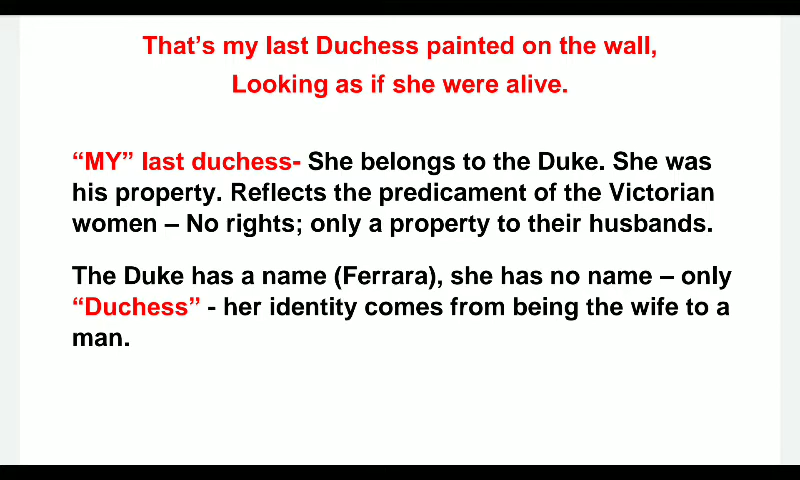 That’s my last Duchess painted on the wall,
Looking as if she were alive.
“MY” last duchess- She belongs to the Duke. She was
his property. Reflects the predicament of the Victorian
women – No rights; only a property to their husbands.
The Duke has a name (Ferrara), she has no name – only
“Duchess” - her identity comes from being the wife to a
man.